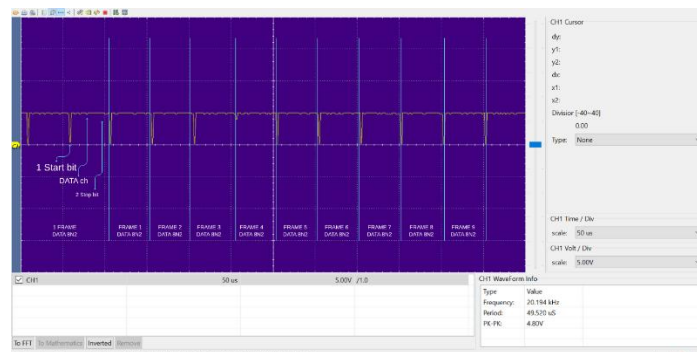 CH1 Cursor
dy:
y1:
y2:
dx:
x1:
x2:
Division [-40~40]
0.00
Type: None
1 Start bit
DATA ch
2 Stop bit
1 FRAME FRAME 1 FRAME 2 FRAME 3 FRAME 4 FRAME 5 FRAME 6 FRAME 7 FRAME 8 FRAME 9
DATA 8N2 DATA 8N2 DATA 8N2 DATA 8N2 DATA 8N2 DATA 8N2 DATA 8N2 DATA 8N2 DATA 8N2 DATA 8N2
CH1 Time / Div
scale: 50 us
CH1 Volt / Div
scale: 5.00V
CH1 50 us 5.00V /1.0
CH1 WaveForm Info
Type Value
Frequency: 20.194 kHz
Period: 49.520 uS
PK-PK: 4.80V
To FFT To Mathematics Inverted Remove